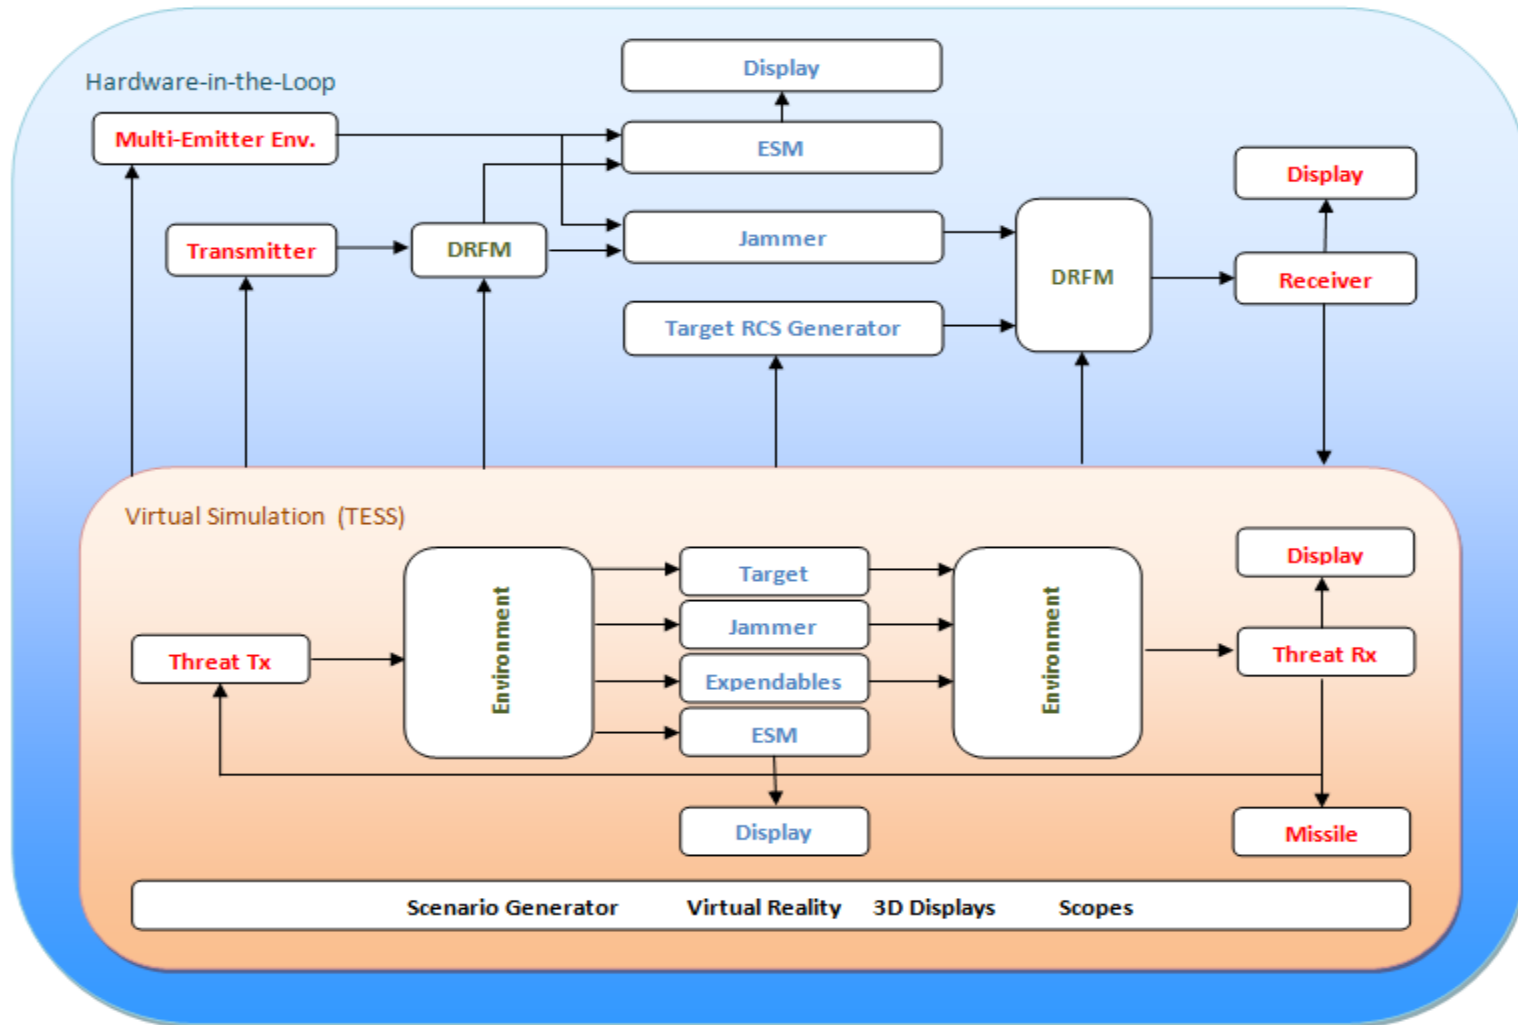 Hardware-in-the-Loop
Display
Multi-Emitter Env.
ESM
Display
Transmitter
DRFM
Jammer
DRFM
Receiver
Target RCS Generator
Virtual Simulation (TESS)
Environment
Target
Environment
Display
Jammer
Threat Tx
Threat Rx
Expendables
ESM
Display
Missile
Scenario Generator Virtual Reality 3D Displays Scopes